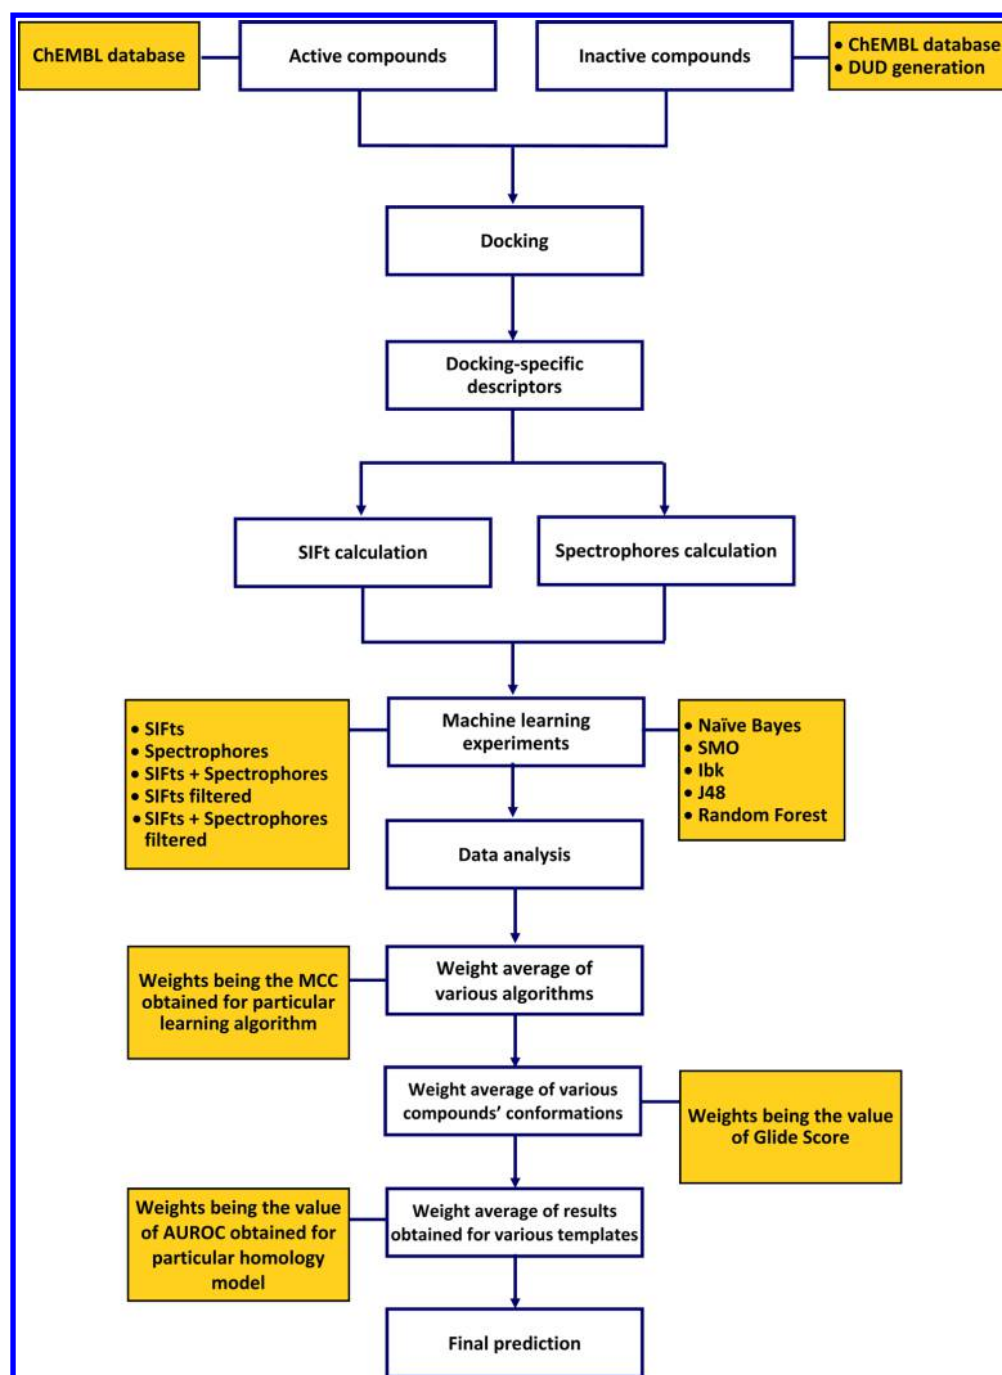 ChEMBL database
Active compounds
Inactive compounds
• ChEMBL database
• DUD generation
Docking
Docking-specific
descriptors
SIFt calculation
Spectrophores calculation
• SIFts
• Spectrophores
• SIFts + Spectrophores
• SIFts filtered
• SIFts + Spectrophores
filtered
Machine learning
experiments
• Naïve Bayes
• SMO
• Ibk
• J48
• Random Forest
Data analysis
Weights being the MCC
obtained for particular
learning algorithm
Weight average of
various algorithms
Weight average of various
compounds’ conformations
Weights being the value
of Glide Score
Weights being the value
of AUROC obtained for
particular homology
model
Weight average of results
obtained for various templates
Final prediction